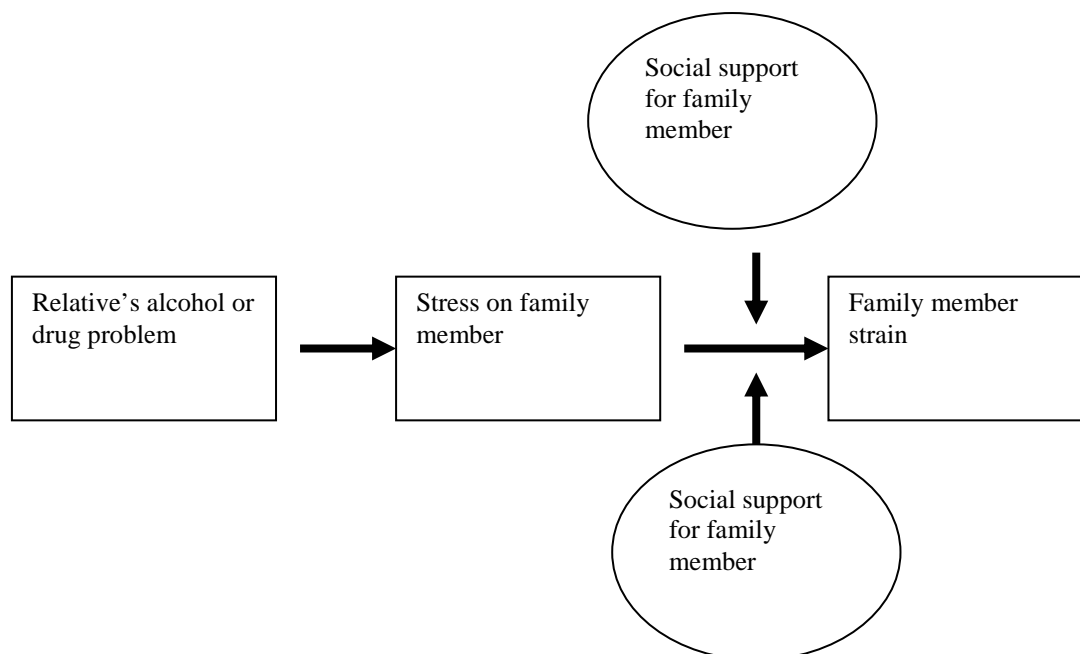 Social support
for family
member
Relative’s alcohol or
drug problem
Stress on family
member
Family member
strain
Social support
for family
member